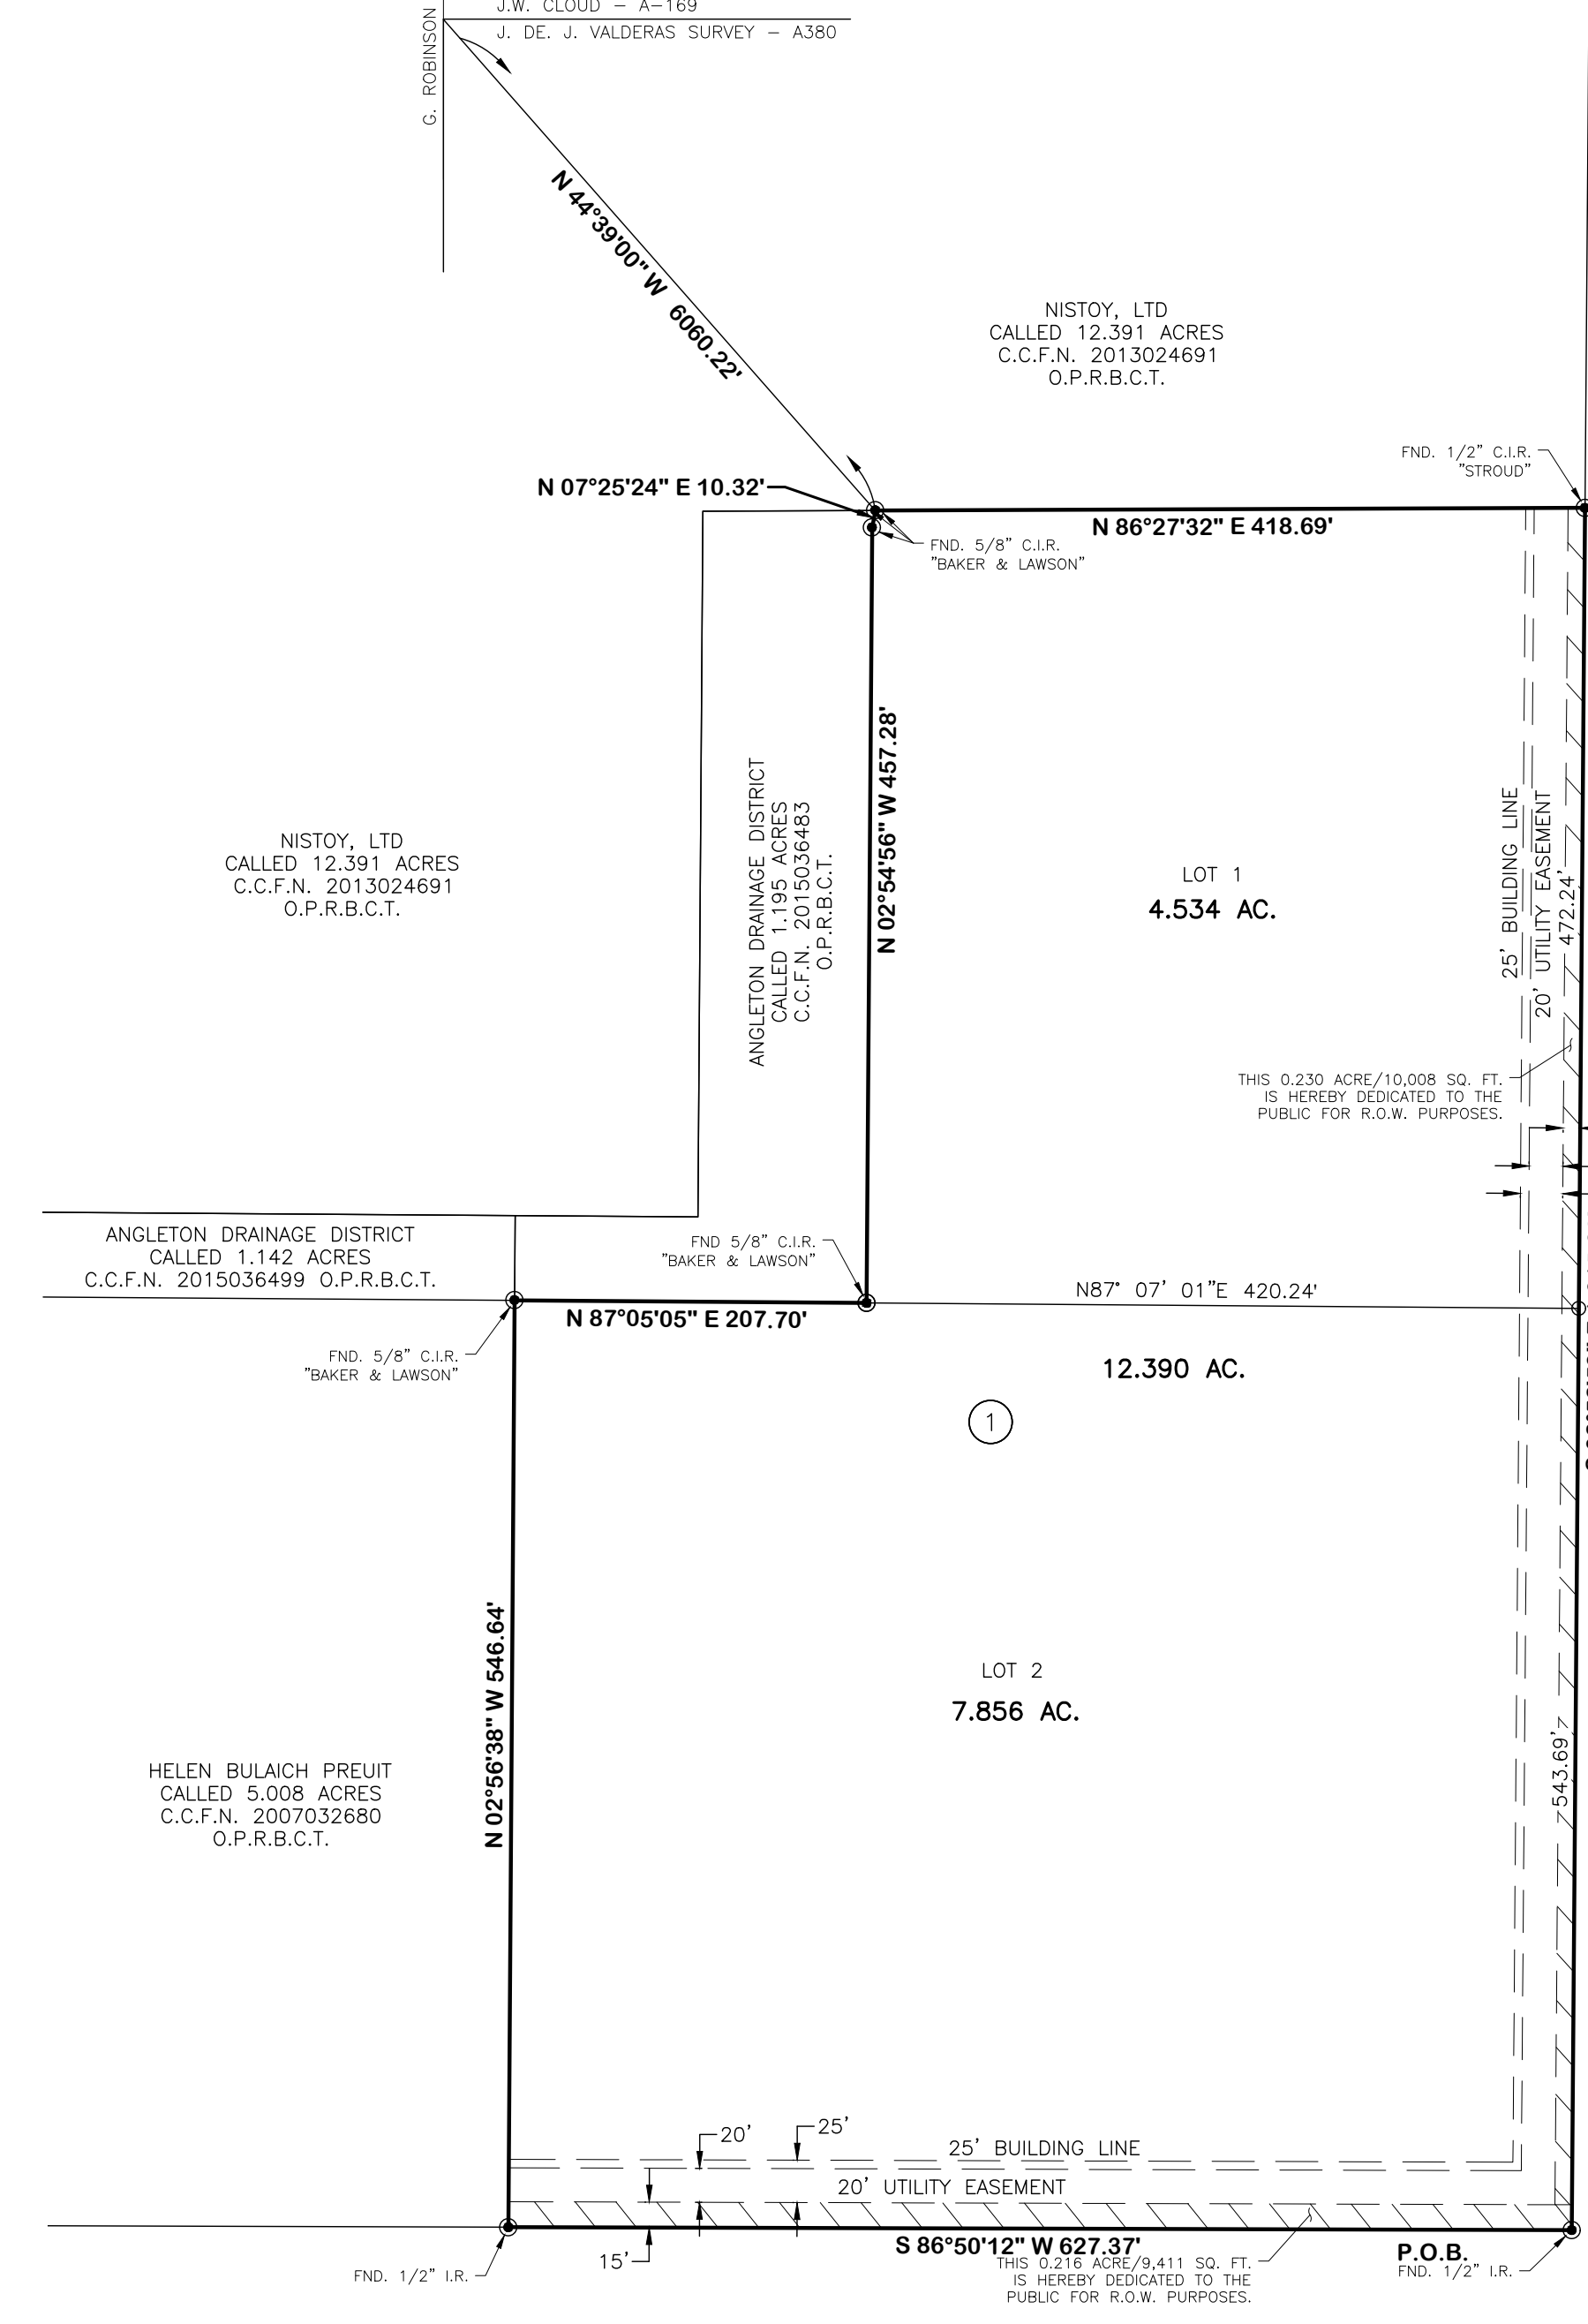 J.W. CLOUD - A-169
J. DE. J. VALDERAS SURVEY - A380
G. ROBINSON
N 44°39'00" W 6060.22'
NISTOY, LTD
CALLED 12.391 ACRES
C.C.F.N. 2013024691
O.P.R.B.C.T.
FND. 1/2" C.I.R.
"STROUD"
N 07°25'24" E 10.32'
N 86°27'32" E 418.69'
FND. 5/8" C.I.R.
"BAKER & LAWSON"
N 02°54'56" W 457.28'
ANGLETON DRAINAGE DISTRICT
CALLED 1.195 ACRES
C.C.F.N. 2015036483
O.P.R.B.C.T.
NISTOY, LTD
CALLED 12.391 ACRES
C.C.F.N. 2013024691
O.P.R.B.C.T.
LOT 1
4.534 AC.
25' BUILDING LINE
20' UTILITY EASEMENT
472.24'
THIS 0.230 ACRE/10,008 SQ. FT.
IS HEREBY DEDICATED TO THE
PUBLIC FOR R.O.W. PURPOSES.
ANGLETON DRAINAGE DISTRICT
CALLED 1.142 ACRES
C.C.F.N. 2015036499 O.P.R.B.C.T.
FND 5/8" C.I.R.
"BAKER & LAWSON"
N87° 07' 01"E 420.24'
N 87°05'05" E 207.70'
FND. 5/8" C.I.R.
"BAKER & LAWSON"
12.390 AC.
1
N 02°56'38" W 546.64'
LOT 2
7.856 AC.
543.69'
HELEN BULAICH PREUIT
CALLED 5.008 ACRES
C.C.F.N. 2007032680
O.P.R.B.C.T.
20'
25'
25' BUILDING LINE
20' UTILITY EASEMENT
15'
S 86°50'12" W 627.37'
P.O.B.
FND. 1/2" I.R.
FND. 1/2" I.R.
THIS 0.216 ACRE/9,411 SQ. FT.
IS HEREBY DEDICATED TO THE
PUBLIC FOR R.O.W. PURPOSES.